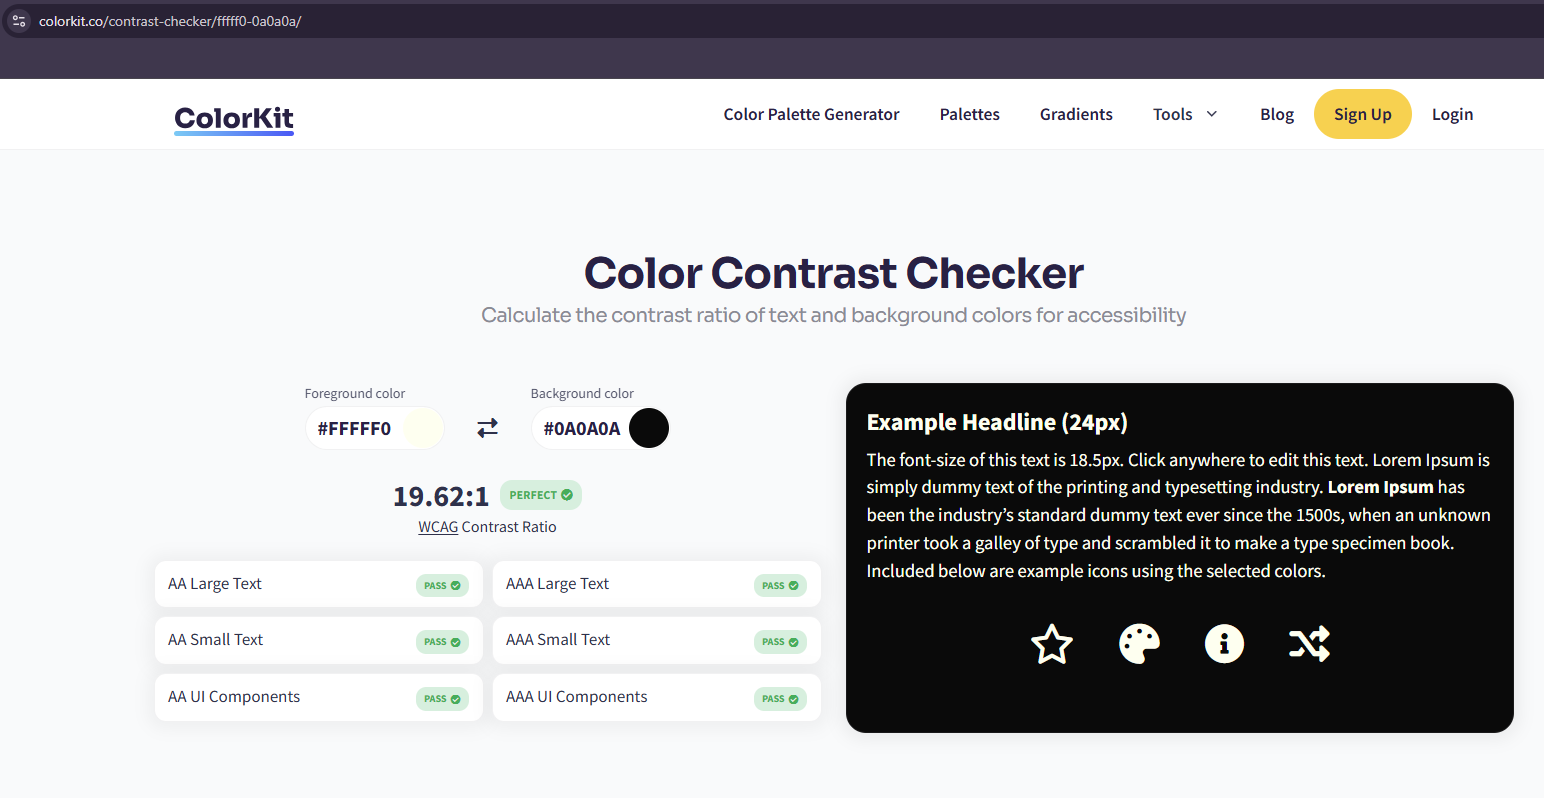 colorkit.co/contrast-checker/fffff0-0a0a0a/
ColorKit
Color Palette Generator
Palettes
Gradients
Tools
Blog
Sign Up
Login
Color Contrast Checker
Calculate the contrast ratio of text and background colors for accessibility
Foreground color
#FFFFF0
Background color
#0A0A0A
19.62:1
PERFECT
WCAG Contrast Ratio
AA Large Text
PASS
AAA Large Text
PASS
AA Small Text
PASS
AAA Small Text
PASS
AA UI Components
PASS
AAA UI Components
PASS
Example Headline (24px)
The font-size of this text is 18.5px. Click anywhere to edit this text. Lorem Ipsum is
simply dummy text of the printing and typesetting industry. Lorem Ipsum has
been the industry’s standard dummy text ever since the 1500s, when an unknown
printer took a galley of type and scrambled it to make a type specimen book.
Included below are example icons using the selected colors.